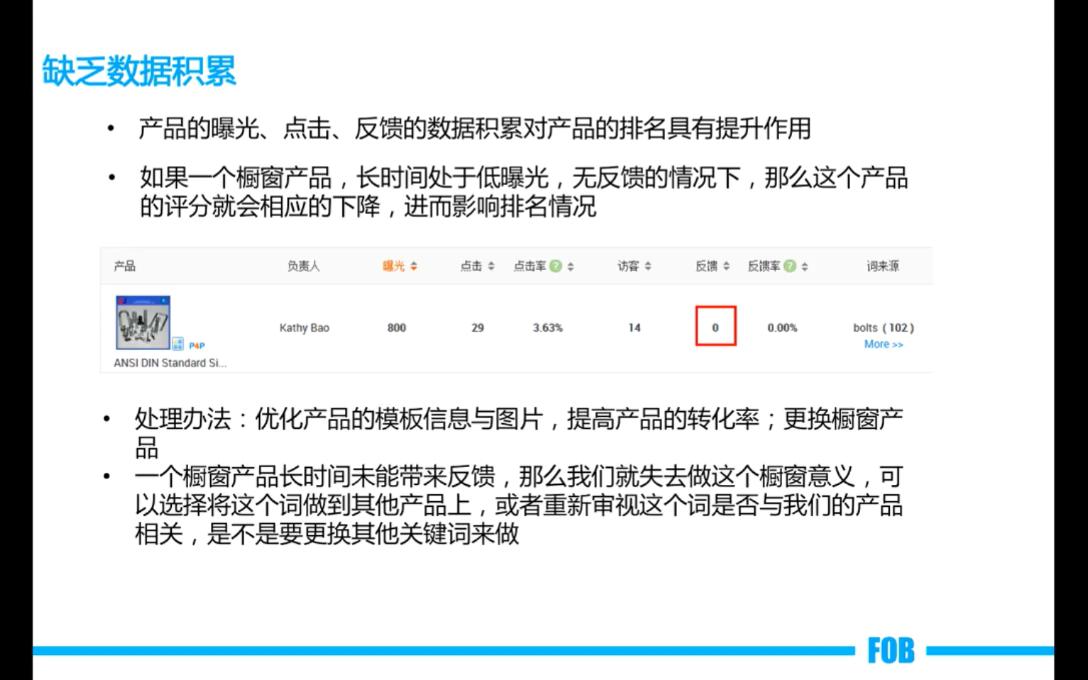 缺乏数据积累
• 产品的曝光、点击、反馈的数据积累对产品的排名具有提升作用
• 如果一个橱窗产品，长时间处于低曝光，无反馈的情况下，那么这个产品
的评分就会相应的下降，进而影响排名情况
产品 负责人 曝光 点击 点击率 访客 反馈 反馈率 词来源
Kathy Bao 800 29 3.63% 14 0 0.00% bolts ( 102 )
P4P More >>
ANSI DIN Standard Si...
• 处理办法：优化产品的模板信息与图片，提高产品的转化率；更换橱窗产
品
• 一个橱窗产品长时间未能带来反馈，那么我们就失去做这个橱窗意义，可
以选择将这个词做到其他产品上，或者重新审视这个词是否与我们的产品
相关，是不是要更换其他关键词来做
FOB